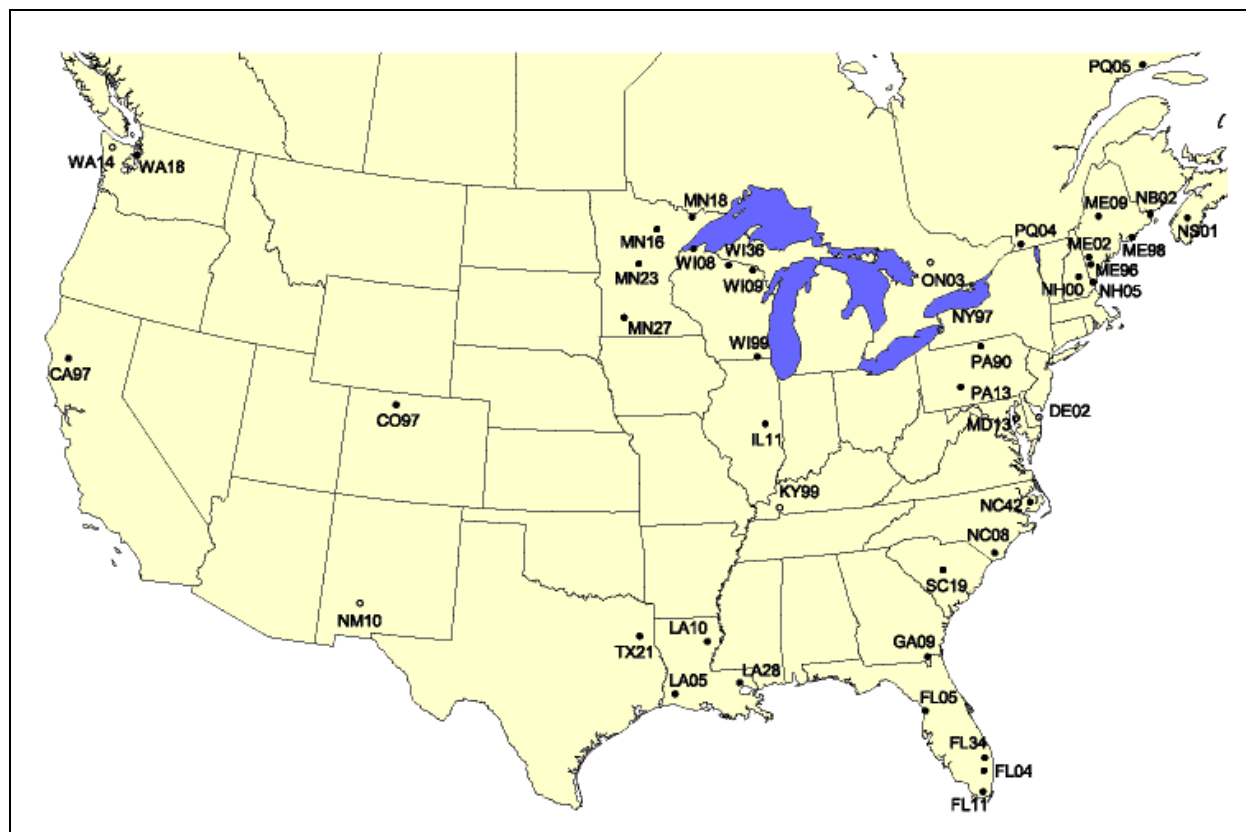 PQ05
WA14
WA18
MN18
ME09
NB02
MN16
PQ04
NS01
WI36
ME02
ME98
WI08
MN23
WI09
ON03
ME96
NH00
NH05
MN27
NY97
WI99
PA90
CA97
PA13
CO97
DE02
MD13
IL11
KY99
NC42
NC08
SC19
NM10
LA10
TX21
GA09
LA28
LA05
FL05
FL34
FL04
FL11